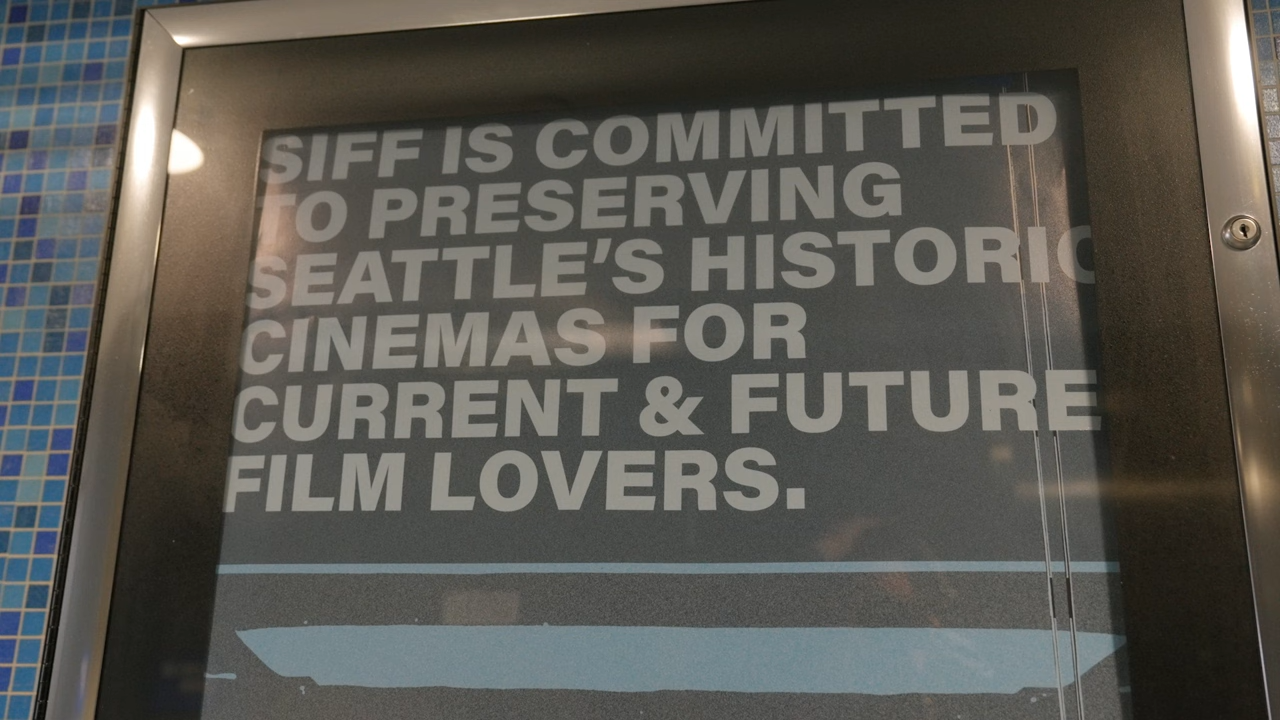 SIFF IS COMMITTED
TO PRESERVING
SEATTLE'S HISTORIC
CINEMAS FOR
CURRENT & FUTURE
FILM LOVERS.